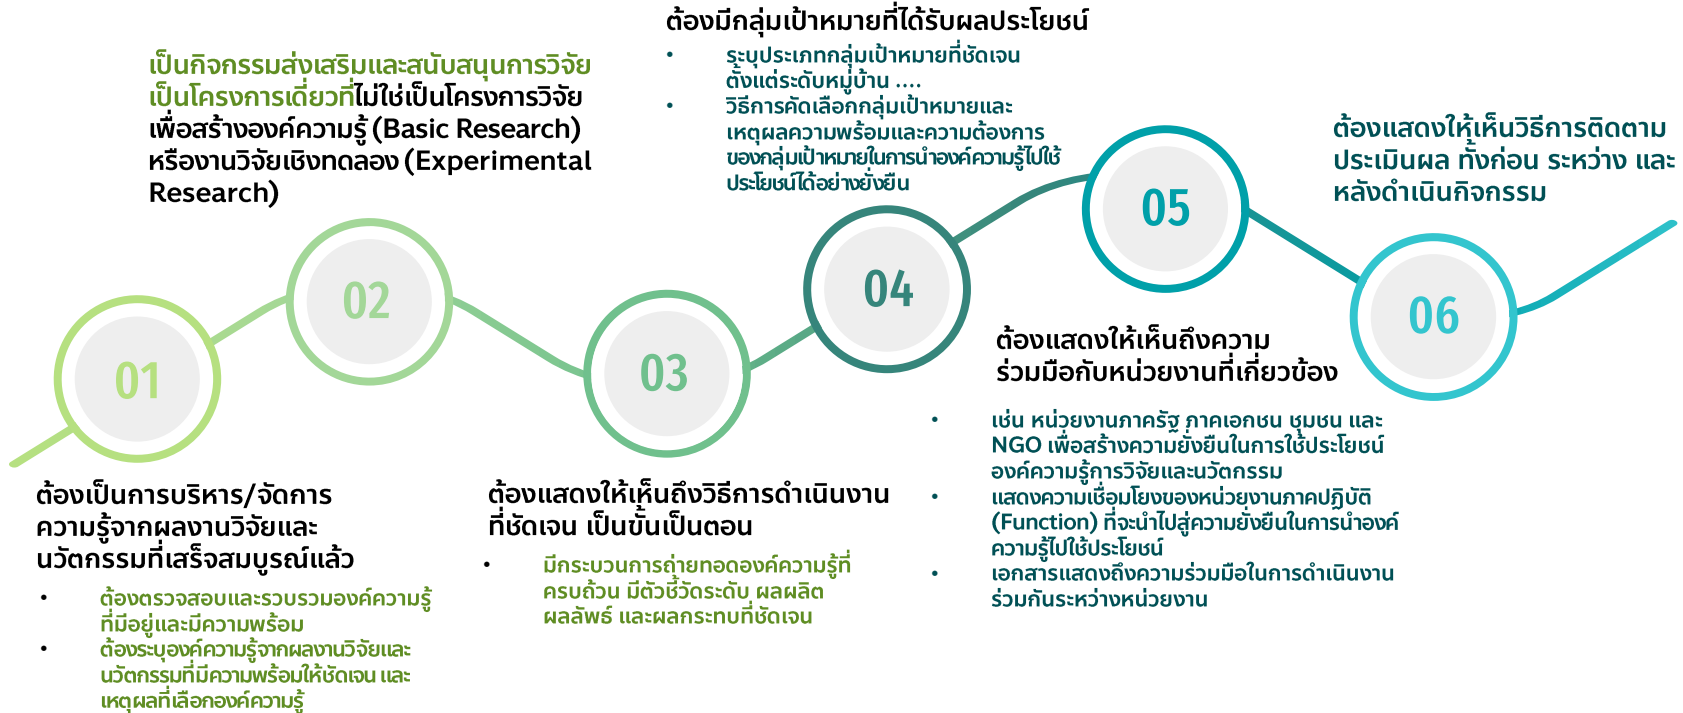 01
ต้องเป็นการบริหาร/จัดการ
ความรู้จากผลงานวิจัยและ
นวัตกรรมที่เสร็จสมบูรณ์แล้ว
• ต้องตรวจสอบและรวบรวมองค์ความรู้
ที่มีอยู่และมีความพร้อม
• ต้องระบุองค์ความรู้จากผลงานวิจัยและ
นวัตกรรมที่มีความพร้อมให้ชัดเจน และ
เหตุผลที่เลือกองค์ความรู้
เป็นกิจกรรมส่งเสริมและสนับสนุนการวิจัย
เป็นโครงการเดี่ยวที่ไม่ใช่เป็นโครงการวิจัย
เพื่อสร้างองค์ความรู้ (Basic Research)
หรืองานวิจัยเชิงทดลอง (Experimental
Research)
02
03
ต้องแสดงให้เห็นถึงวิธีการดำเนินงาน
ที่ชัดเจน เป็นขั้นเป็นตอน
• มีกระบวนการถ่ายทอดองค์ความรู้ที่
ครบถ้วน มีตัวชี้วัดระดับ ผลผลิต
ผลลัพธ์ และผลกระทบที่ชัดเจน
ต้องมีกลุ่มเป้าหมายที่ได้รับผลประโยชน์
• ระบุประเภทกลุ่มเป้าหมายที่ชัดเจน
ตั้งแต่ระดับหมู่บ้าน ....
• วิธีการคัดเลือกกลุ่มเป้าหมายและ
เหตุผลความพร้อมและความต้องการ
ของกลุ่มเป้าหมายในการนำองค์ความรู้ไปใช้
ประโยชน์ได้อย่างยั่งยืน
04
05
ต้องแสดงให้เห็นถึงความ
ร่วมมือกับหน่วยงานที่เกี่ยวข้อง
• เช่น หน่วยงานภาครัฐ ภาคเอกชน ชุมชน และ
NGO เพื่อสร้างความยั่งยืนในการใช้ประโยชน์
องค์ความรู้การวิจัยและนวัตกรรม
• แสดงความเชื่อมโยงของหน่วยงานภาคปฏิบัติ
(Function) ที่จะนำไปสู่ความยั่งยืนในการนำองค์
ความรู้ไปใช้ประโยชน์
• เอกสารแสดงถึงความร่วมมือในการดำเนินงาน
ร่วมกันระหว่างหน่วยงาน
ต้องแสดงให้เห็นวิธีการติดตาม
ประเมินผล ทั้งก่อน ระหว่าง และ
หลังดำเนินกิจกรรม
06